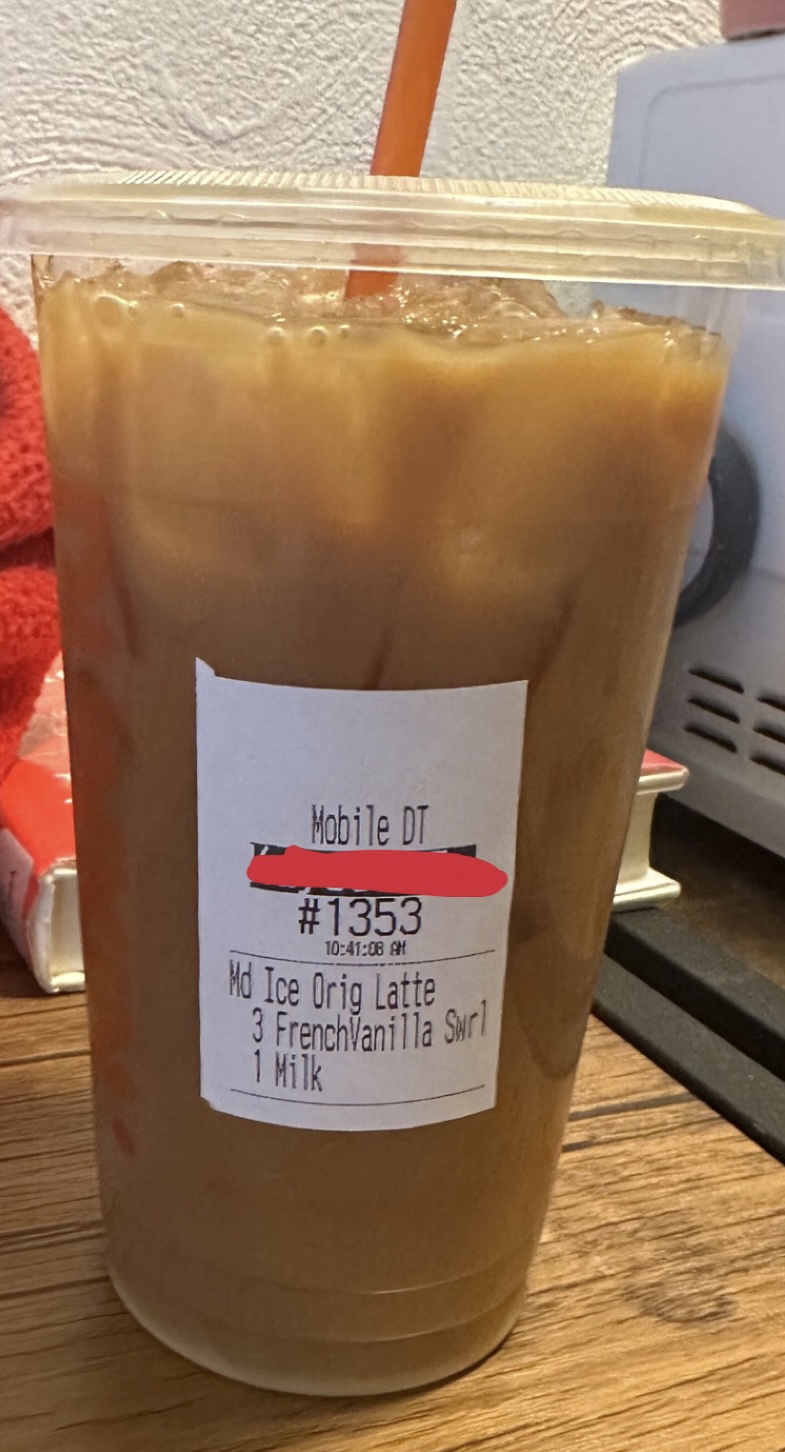 Mobile DT
#1353
10:41:08 AM
Md Ice Orig Latte
3 FrenchVanilla Swrl
1 Milk